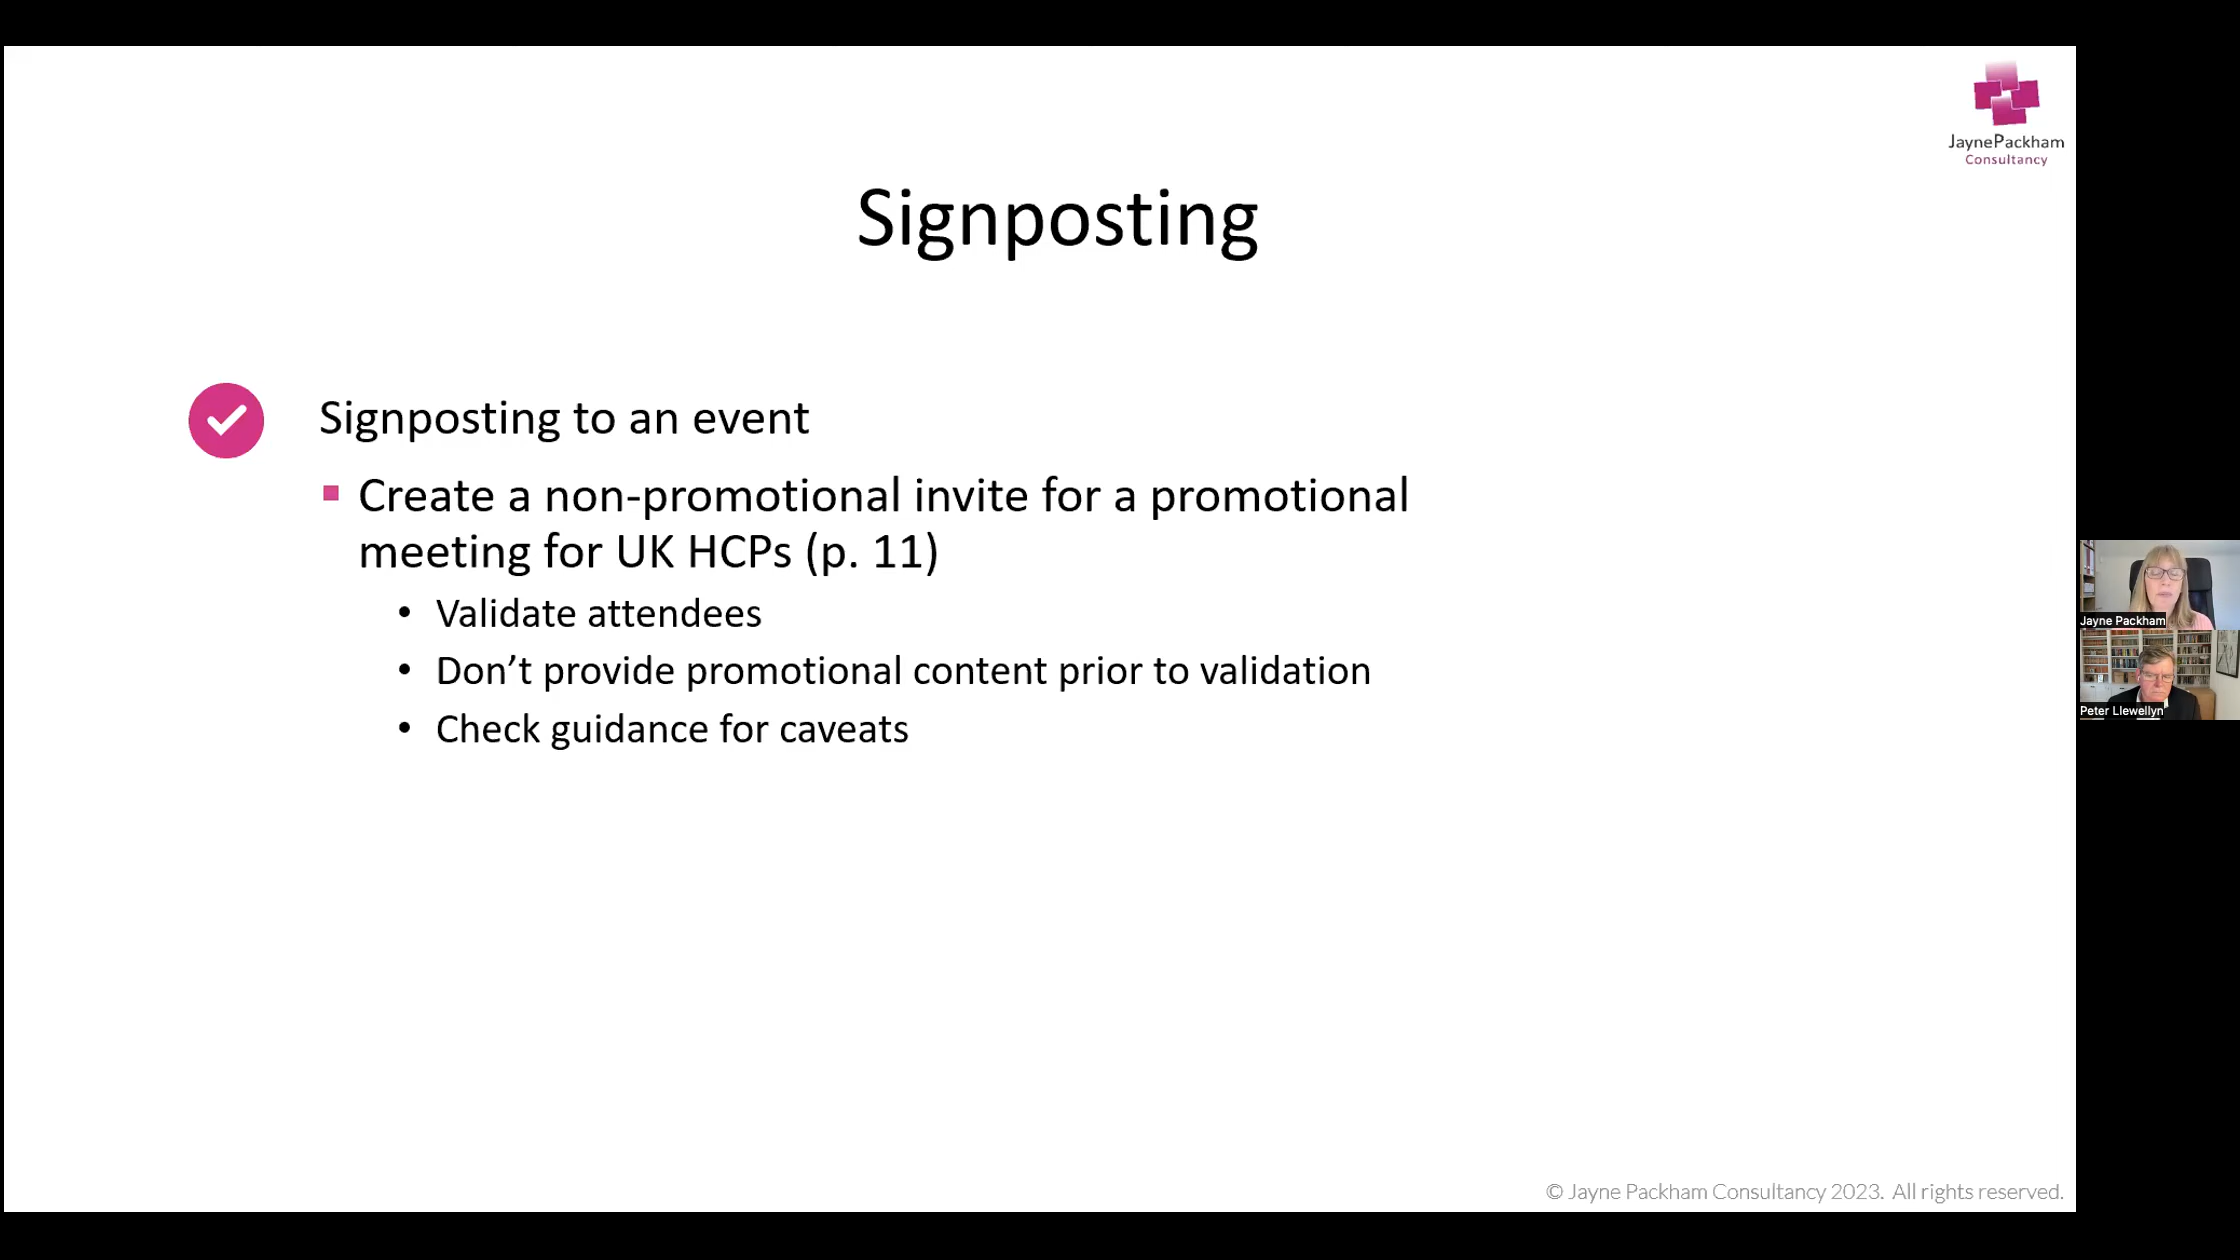 JaynePackham
Consultancy
Signposting
Signposting to an event
Create a non-promotional invite for a promotional
meeting for UK HCPs (p. 11)
• Validate attendees
• Don’t provide promotional content prior to validation
• Check guidance for caveats
Jayne Packham
Peter Llewellyn
© Jayne Packham Consultancy 2023. All rights reserved.